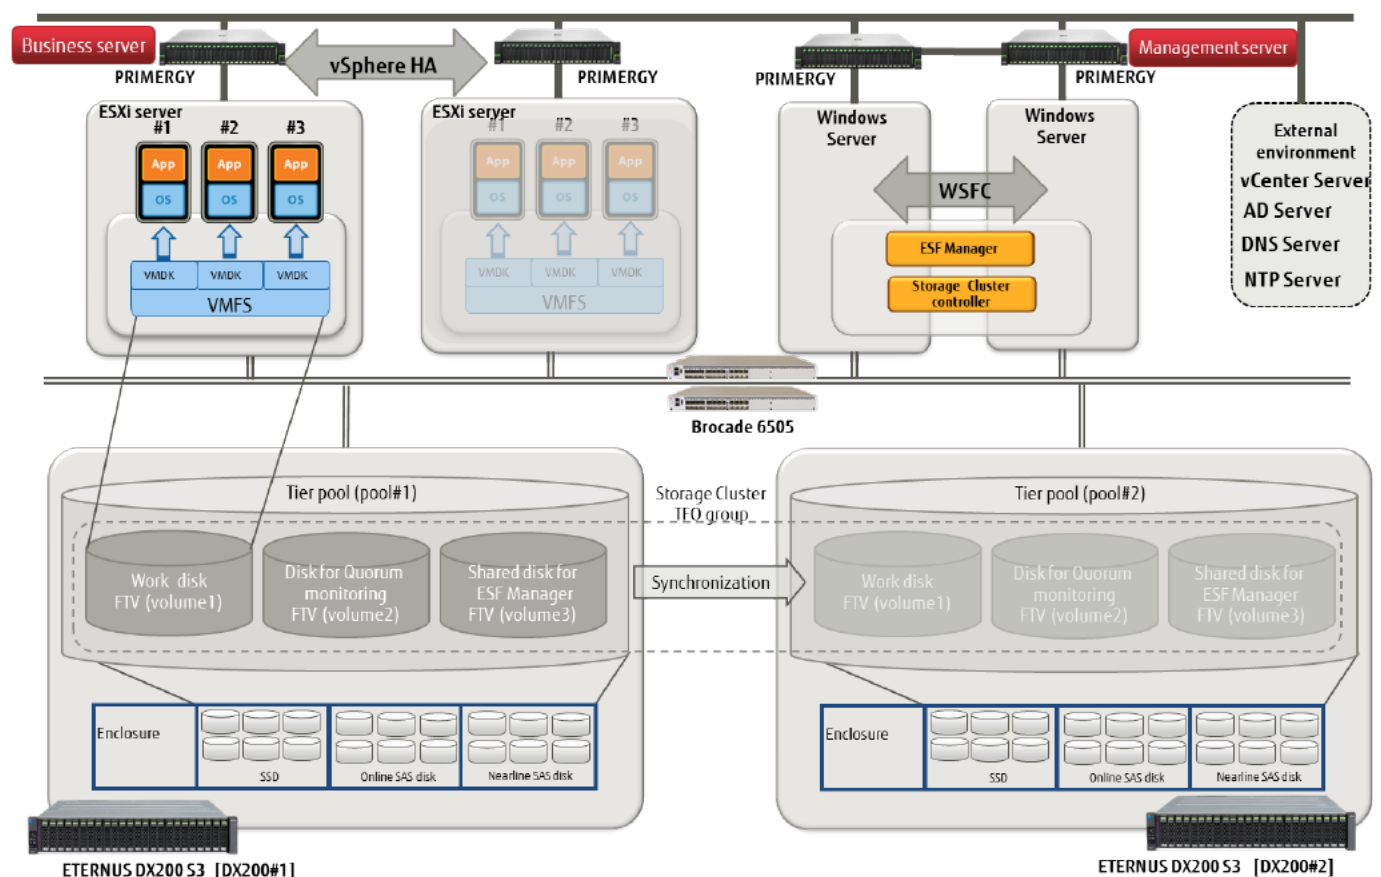 Business server
PRIMERGY
vSphere HA
PRIMERGY
PRIMERGY
Management server
PRIMERGY
ESXi server
#1 #2 #3
App App App
OS OS OS
VMDK VMDK VMDK
VMFS
ESXi server
#1 #2 #3
App App App
OS OS OS
VMDK VMDK VMDK
VMFS
Windows
Server
Windows
Server
WSFC
ESF Manager
Storage Cluster
controller
External
environment
vCenter Server
AD Server
DNS Server
NTP Server
Brocade 6505
Tier pool (pool#1)
Work disk
FTV (volume1)
Disk for Quorum
monitoring
FTV (volume2)
Shared disk for
ESF Manager
FTV (volume3)
Storage Cluster
TFO group
Synchronization
Tier pool (pool#2)
Work disk
FTV (volume1)
Disk for Quorum
monitoring
FTV (volume2)
Shared disk for
ESF Manager
FTV (volume3)
Enclosure
SSD
Online SAS disk
Nearline SAS disk
Enclosure
SSD
Online SAS disk
Nearline SAS disk
ETERNUS DX200 S3 [DX200#1]
ETERNUS DX200 S3 [DX200#2]